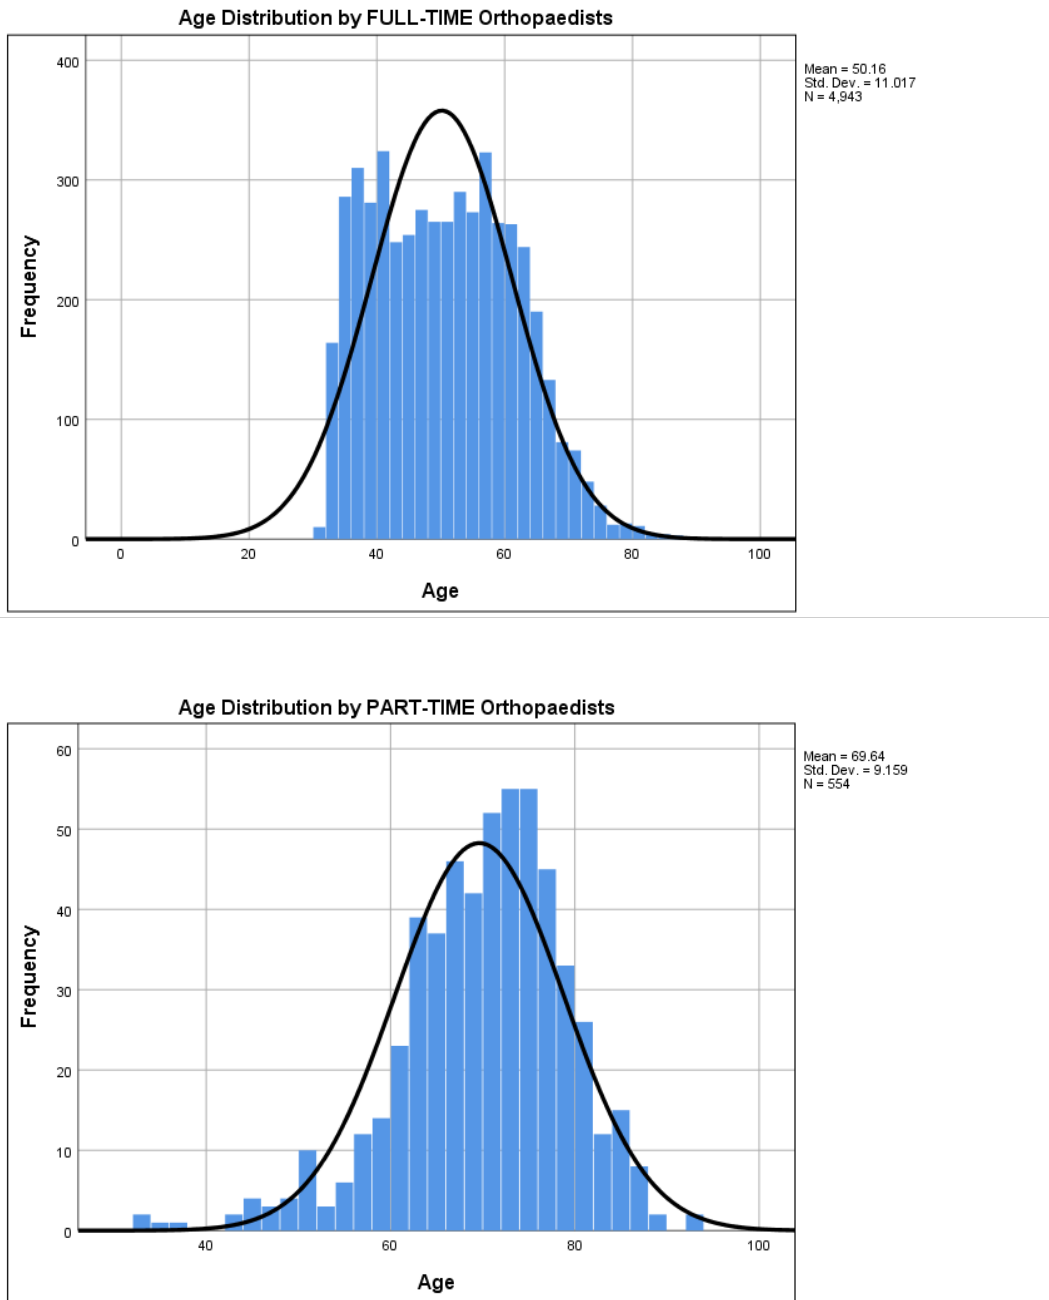 Age Distribution by FULL-TIME Orthopaedists
Mean = 50.16
Std. Dev. = 11.017
N = 4,943
400
300
200
100
0
Frequency
0 20 40 60 80 100
Age
Age Distribution by PART-TIME Orthopaedists
Mean = 69.64
Std. Dev. = 9.159
N = 554
60
50
40
30
20
10
0
Frequency
40 60 80 100
Age